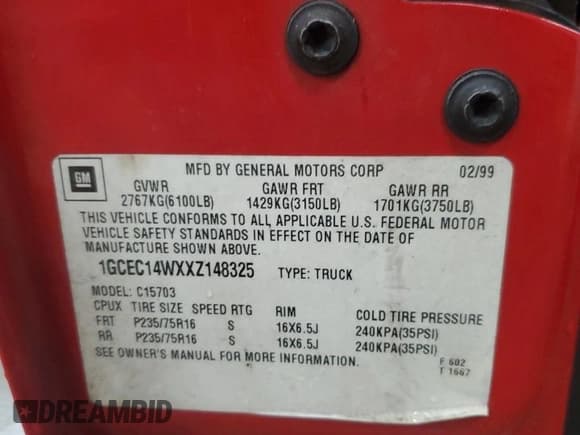 MFD BY GENERAL MOTORS CORP 02/99
GM
GVWR GAWR FRT GAWR RR
2767KG(6100LB) 1429KG(3150LB) 1701KG(3750LB)
THIS VEHICLE CONFORMS TO ALL APPLICABLE U.S. FEDERAL MOTOR
VEHICLE SAFETY STANDARDS IN EFFECT ON THE DATE OF
MANUFACTURE SHOWN ABOVE.
1GCEC14WXXZ148325 TYPE: TRUCK
MODEL: C15703
CPUX TIRE SIZE SPEED RTG RIM COLD TIRE PRESSURE
FRT P235/75R16 S 16X6.5J 240KPA(35PSI)
RR P235/75R16 S 16X6.5J 240KPA(35PSI)
SEE OWNER'S MANUAL FOR MORE INFORMATION.
F 602
T 1667
DREAMBID